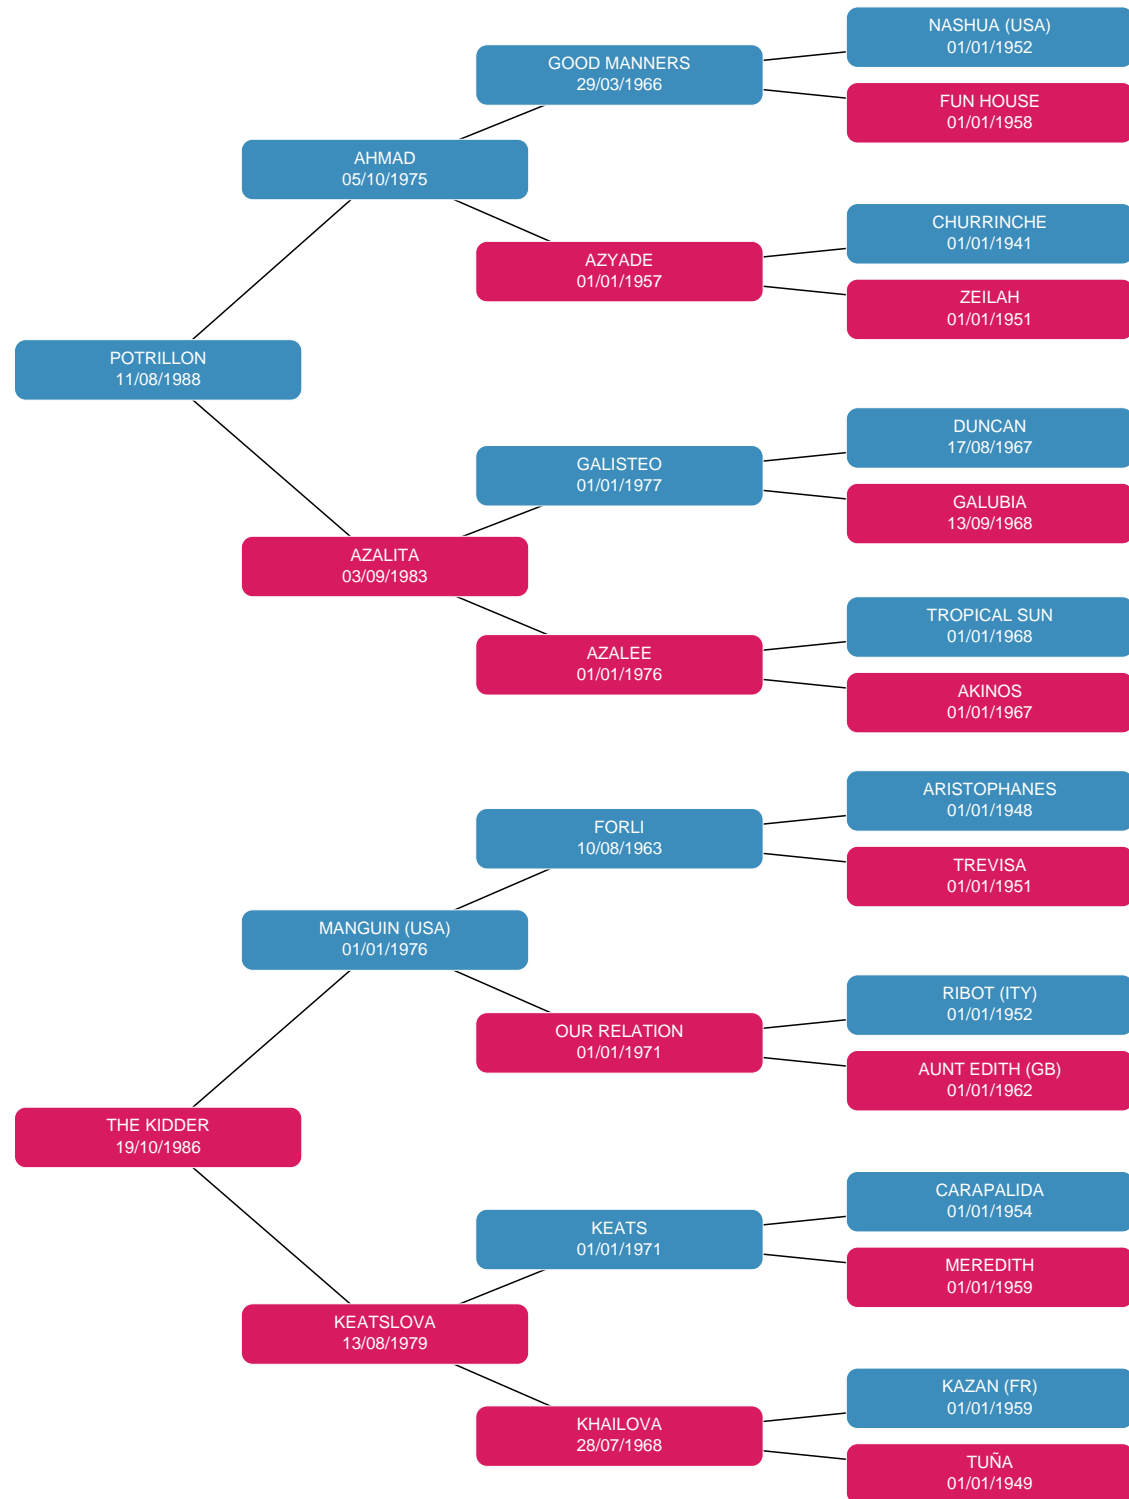 NASHUA (USA)
01/01/1952
GOOD MANNERS
29/03/1966
FUN HOUSE
01/01/1958
AHMAD
05/10/1975
CHURRINCHE
01/01/1941
AZYADE
01/01/1957
ZEILAH
01/01/1951
POTRILLON
11/08/1988
DUNCAN
17/08/1967
GALISTEO
01/01/1977
GALUBIA
13/09/1968
AZALITA
03/09/1983
TROPICAL SUN
01/01/1968
AZALEE
01/01/1976
AKINOS
01/01/1967
ARISTOPHANES
01/01/1948
FORLI
10/08/1963
TREVISA
01/01/1951
MANGUIN (USA)
01/01/1976
RIBOT (ITY)
01/01/1952
OUR RELATION
01/01/1971
AUNT EDITH (GB)
01/01/1962
THE KIDDER
19/10/1986
CARAPALIDA
01/01/1954
KEATS
01/01/1971
MEREDITH
01/01/1959
KEATSLOVA
13/08/1979
KAZAN (FR)
01/01/1959
KHAILOVA
28/07/1968
TUÑA
01/01/1949